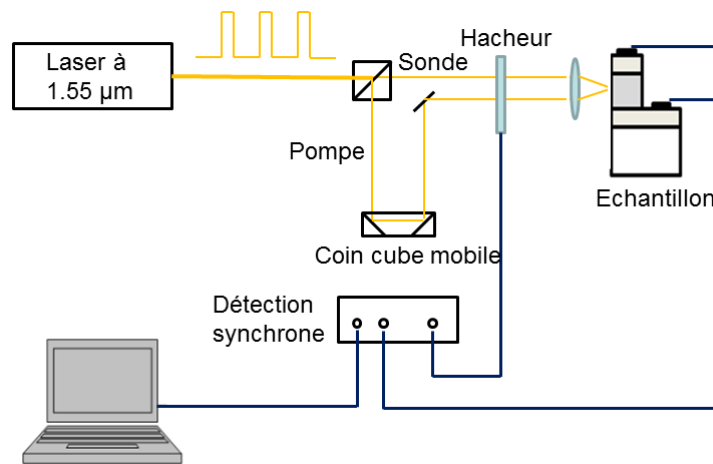 Laser à
1.55 µm
Sonde
Hacheur
Pompe
Echantillon
Coin cube mobile
Détection
synchrone